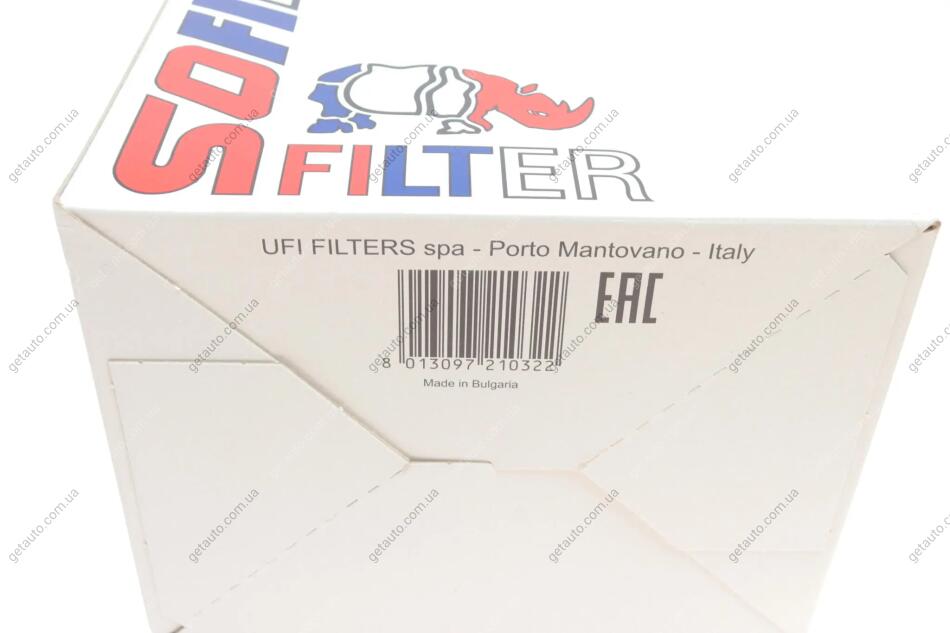 SOFI
FILTER
UFI FILTERS spa - Porto Mantovano - Italy
EAC
8 013097 210322
Made in Bulgaria
getauto.com.ua